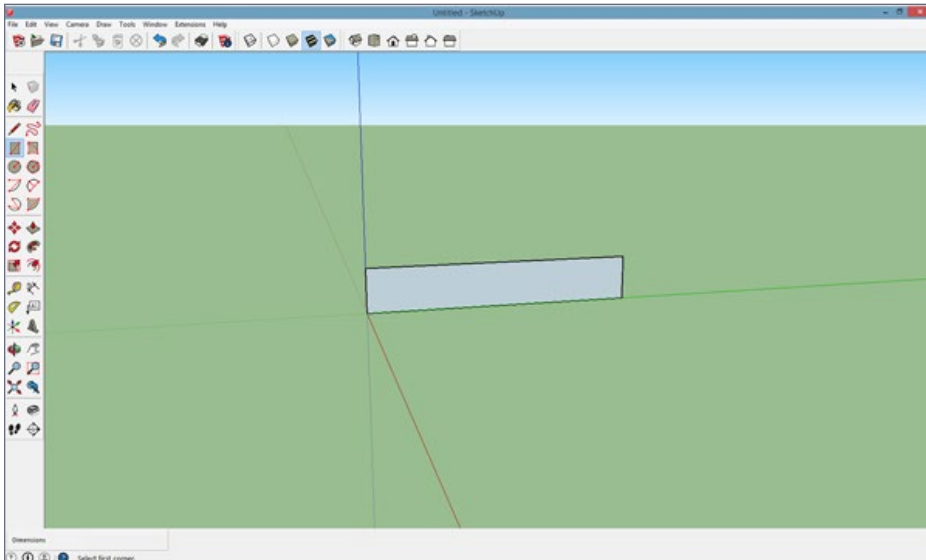 Untitled - SketchUp
File Edit View Camera Draw Tools Window Extensions Help
Dimensions
Select first corner.